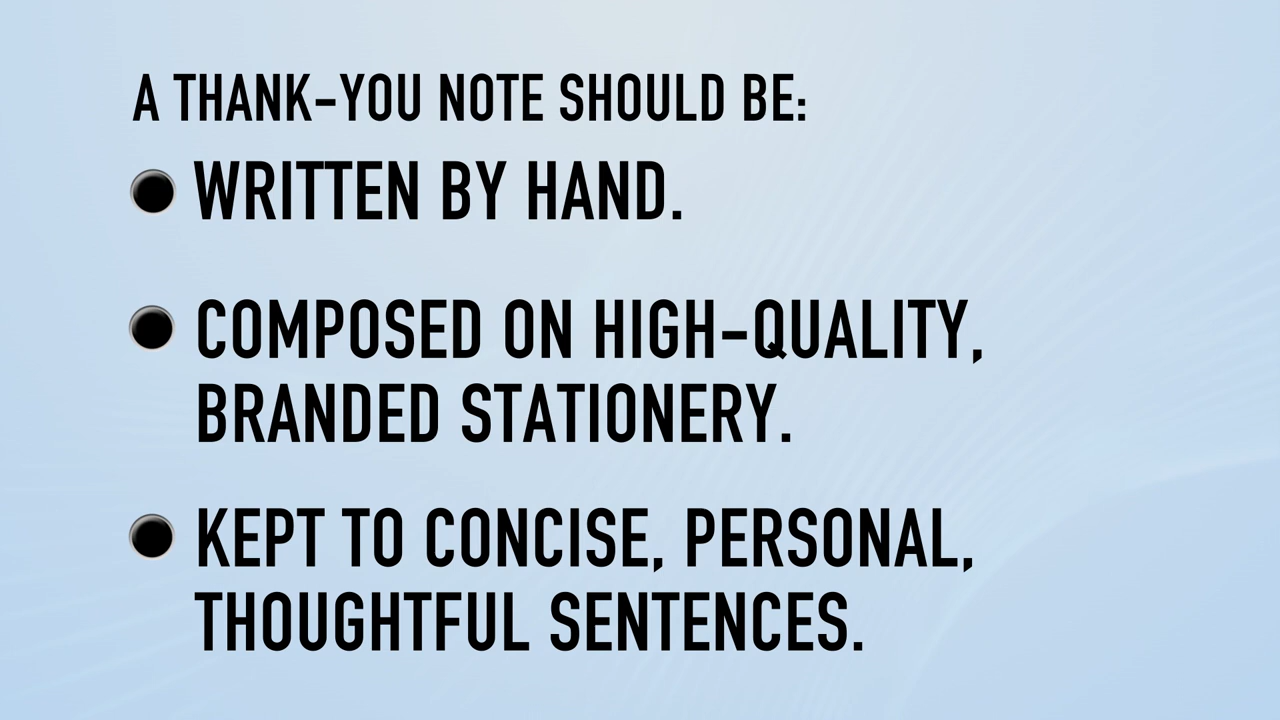 A THANK-YOU NOTE SHOULD BE:
WRITTEN BY HAND.
COMPOSED ON HIGH-QUALITY,
BRANDED STATIONERY.
KEPT TO CONCISE, PERSONAL,
THOUGHTFUL SENTENCES.